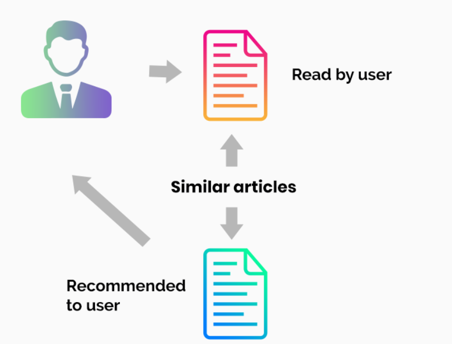 Read by user
Similar articles
Recommended
to user